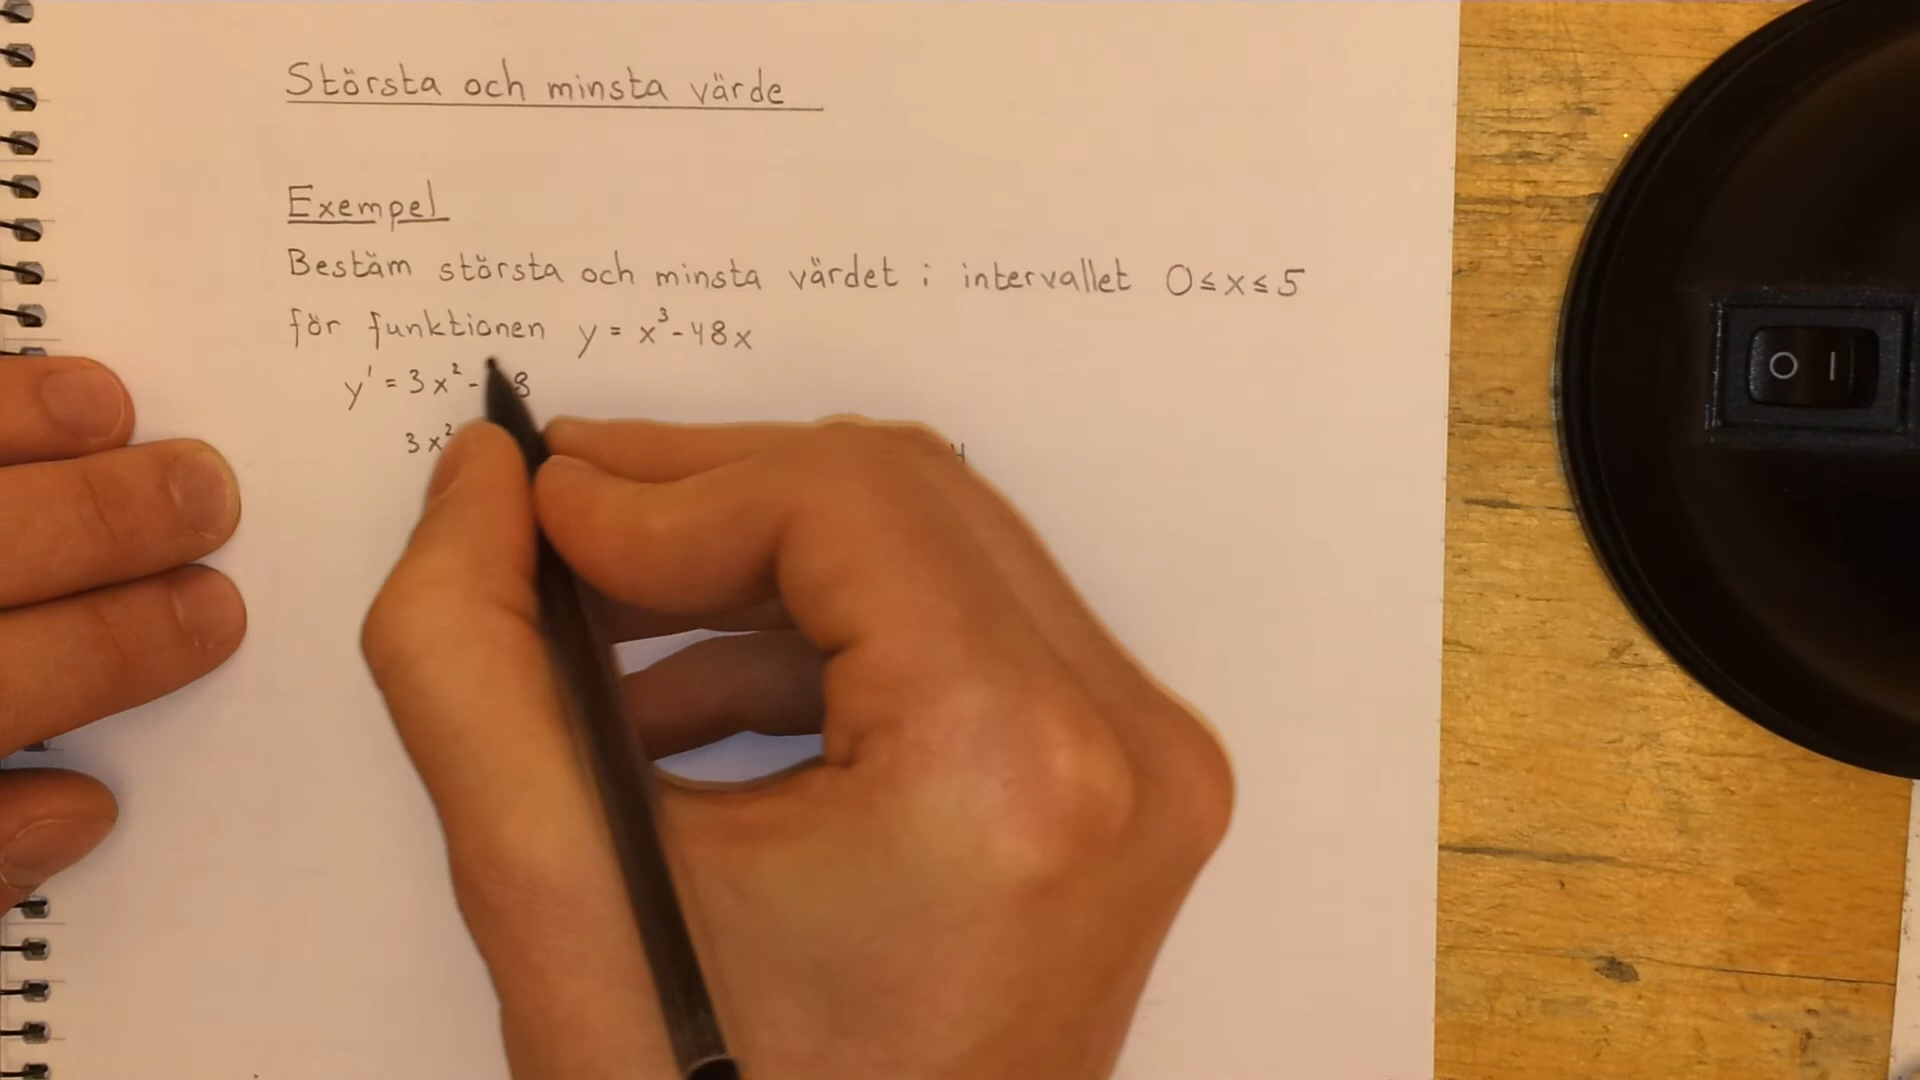 Största och minsta värde
Exempel
Bestäm största och minsta värdet i intervallet 0≤x≤5
för funktionen y = x³-48x
y' = 3x²- 8
3x²